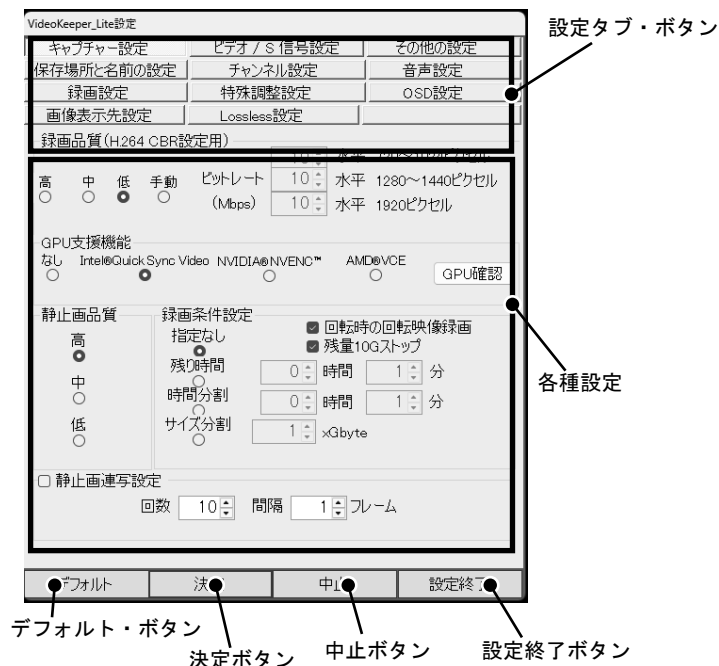 VideoKeeper_Lite設定
設定タブ・ボタン
キャプチャー設定 ビデオ / S 信号設定 その他の設定
保存場所と名前の設定 チャンネル設定 音声設定
録画設定 特殊調整設定 OSD設定
画像表示先設定 Lossless設定
録画品質(H.264 CBR設定用)
高 中 低 手動 ビットレート 10 水平 1280～1440ピクセル
(Mbps) 10 水平 1920ピクセル
GPU支援機能
なし Intel®Quick Sync Video NVIDIA®NVENC™ AMD®VCE
GPU確認
静止画品質 録画条件設定
高 指定なし 回転時の回転映像録画
残量10Gストップ
残り時間 0 時間 1 分
中 時間分割 0 時間 1 分
低 サイズ分割 1 xGbyte
各種設定
静止画連写設定
回数 10 間隔 1 フレーム
デフォルト 決 中止 設定終了
デフォルト・ボタン
決定ボタン
中止ボタン
設定終了ボタン